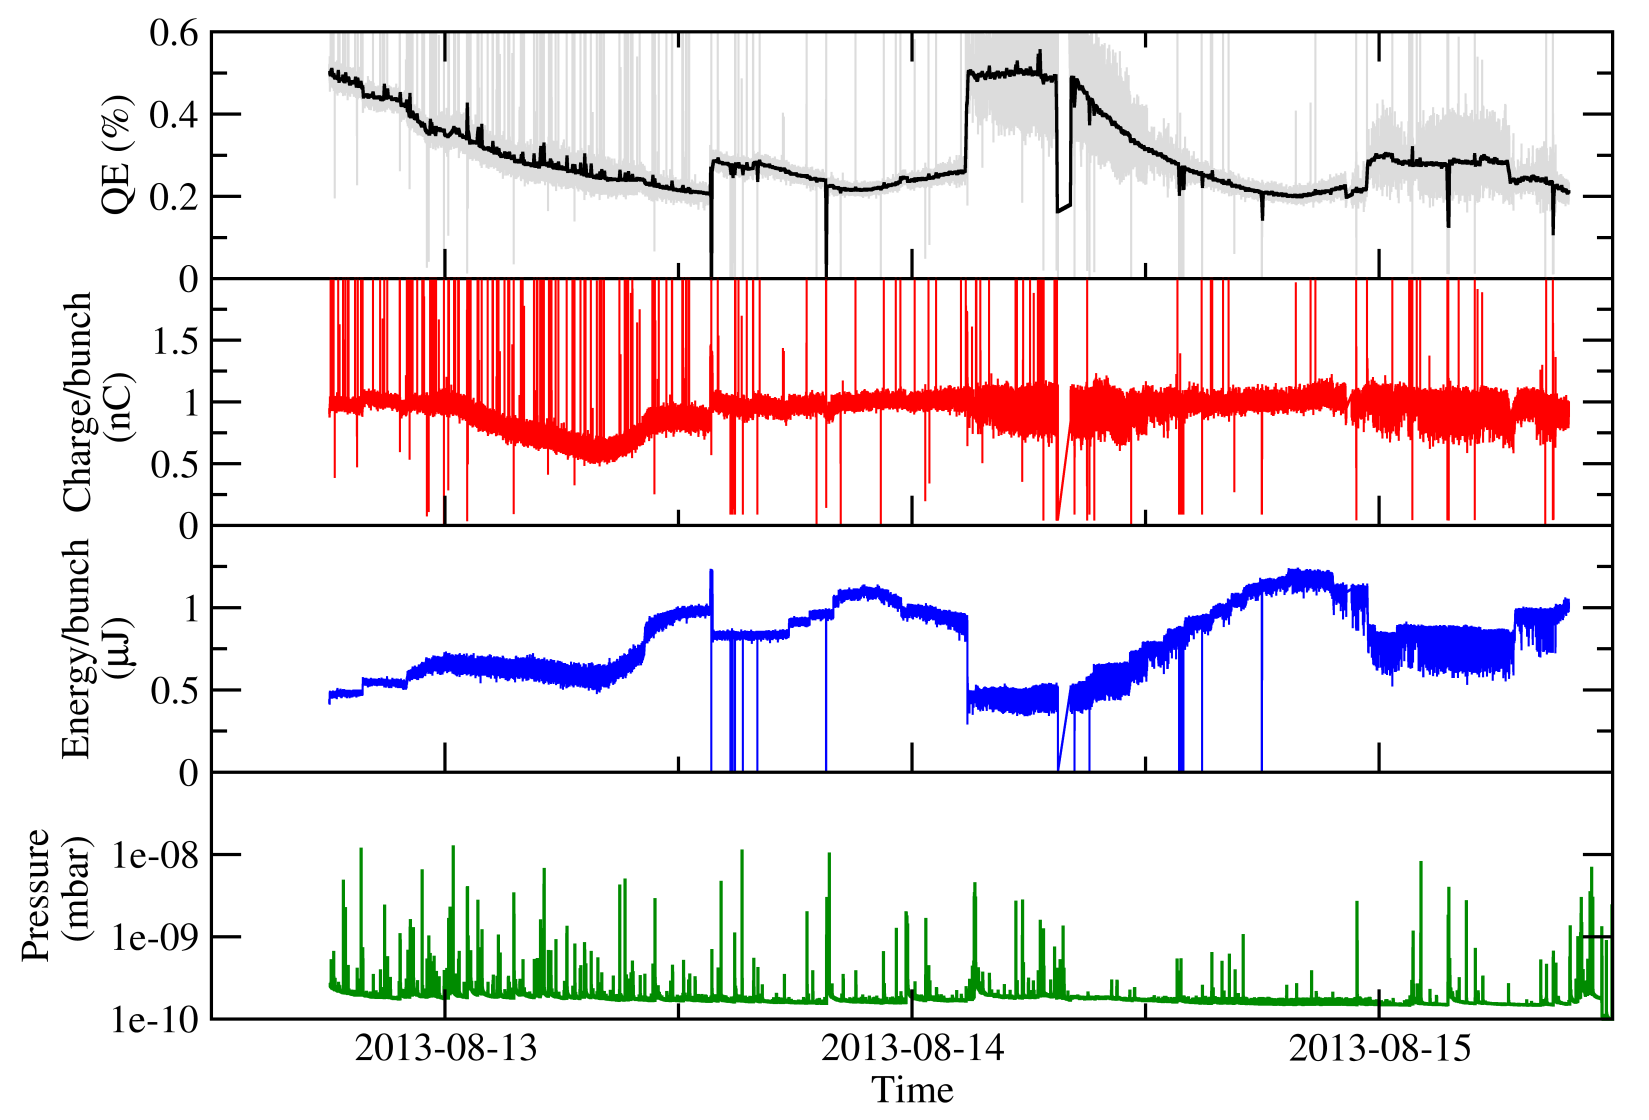 QE (%)
0.6
0.4
0.2
0
Charge/bunch
(nC)
1.5
1
0.5
0
Energy/bunch
(μJ)
1
0.5
0
Pressure
(mbar)
1e-08
1e-09
1e-10
2013-08-13
2013-08-14
2013-08-15
Time